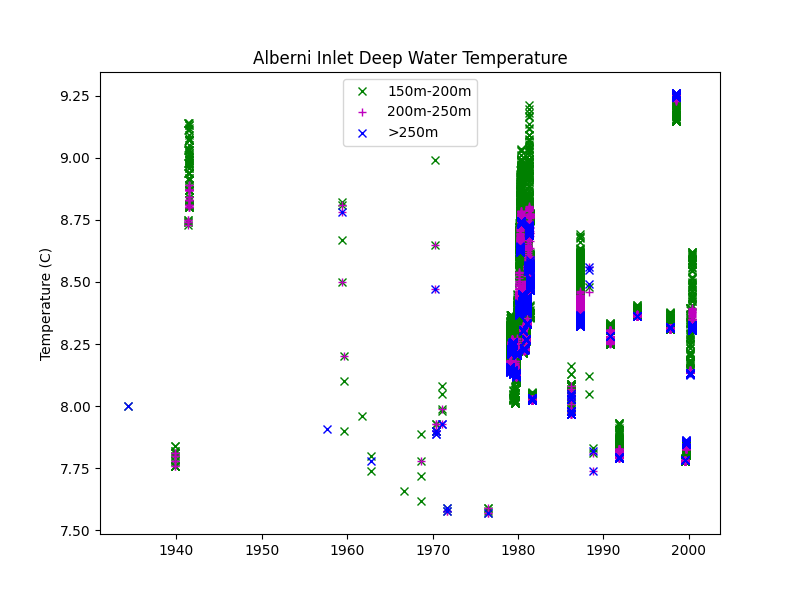 Alberni Inlet Deep Water Temperature
150m-200m
200m-250m
>250m
Temperature (C)
9.25
9.00
8.75
8.50
8.25
8.00
7.75
7.50
1940 1950 1960 1970 1980 1990 2000